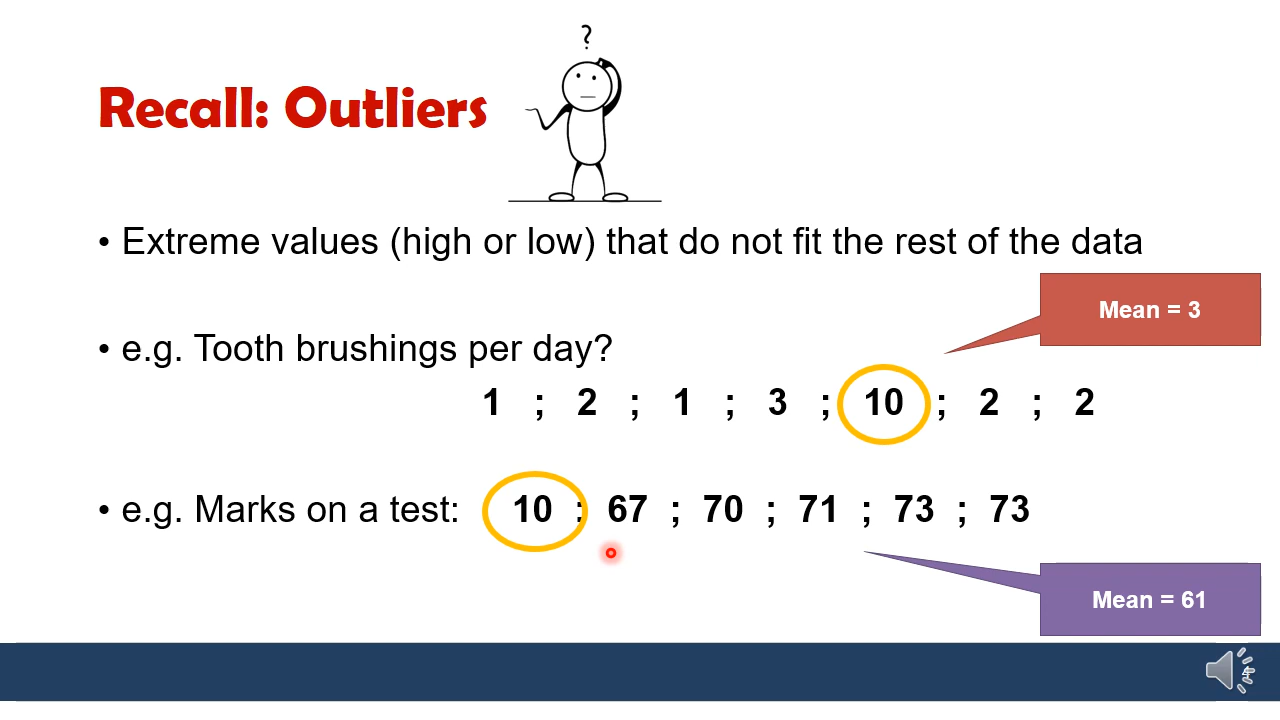 ?
Recall: Outliers
• Extreme values (high or low) that do not fit the rest of the data
Mean = 3
• e.g. Tooth brushings per day?
1 ; 2 ; 1 ; 3 ; 10 ; 2 ; 2
• e.g. Marks on a test: 10 ; 67 ; 70 ; 71 ; 73 ; 73
Mean = 61